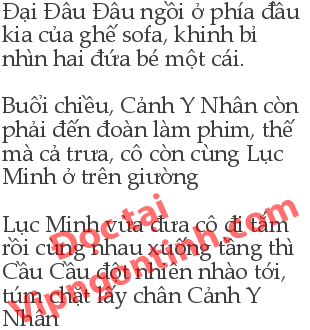 Đại Đâu Đâu ngồi ở phía đầu
kia của ghế sofa, khinh bỉ
nhìn hai đứa bé một cái.
Buổi chiều, Cảnh Y Nhân còn
phải đến đoàn làm phim, thế
mà cả trưa, cô còn cùng Lục
Minh ở trên giường
Lục Minh vừa đưa cô đi tắm
rồi cùng nhau xuống tầng thì
Cầu Cầu đột nhiên nhào tới,
túm chặt lấy chân Cảnh Y
Nhân
Đọc tại
Vipngontinh.com